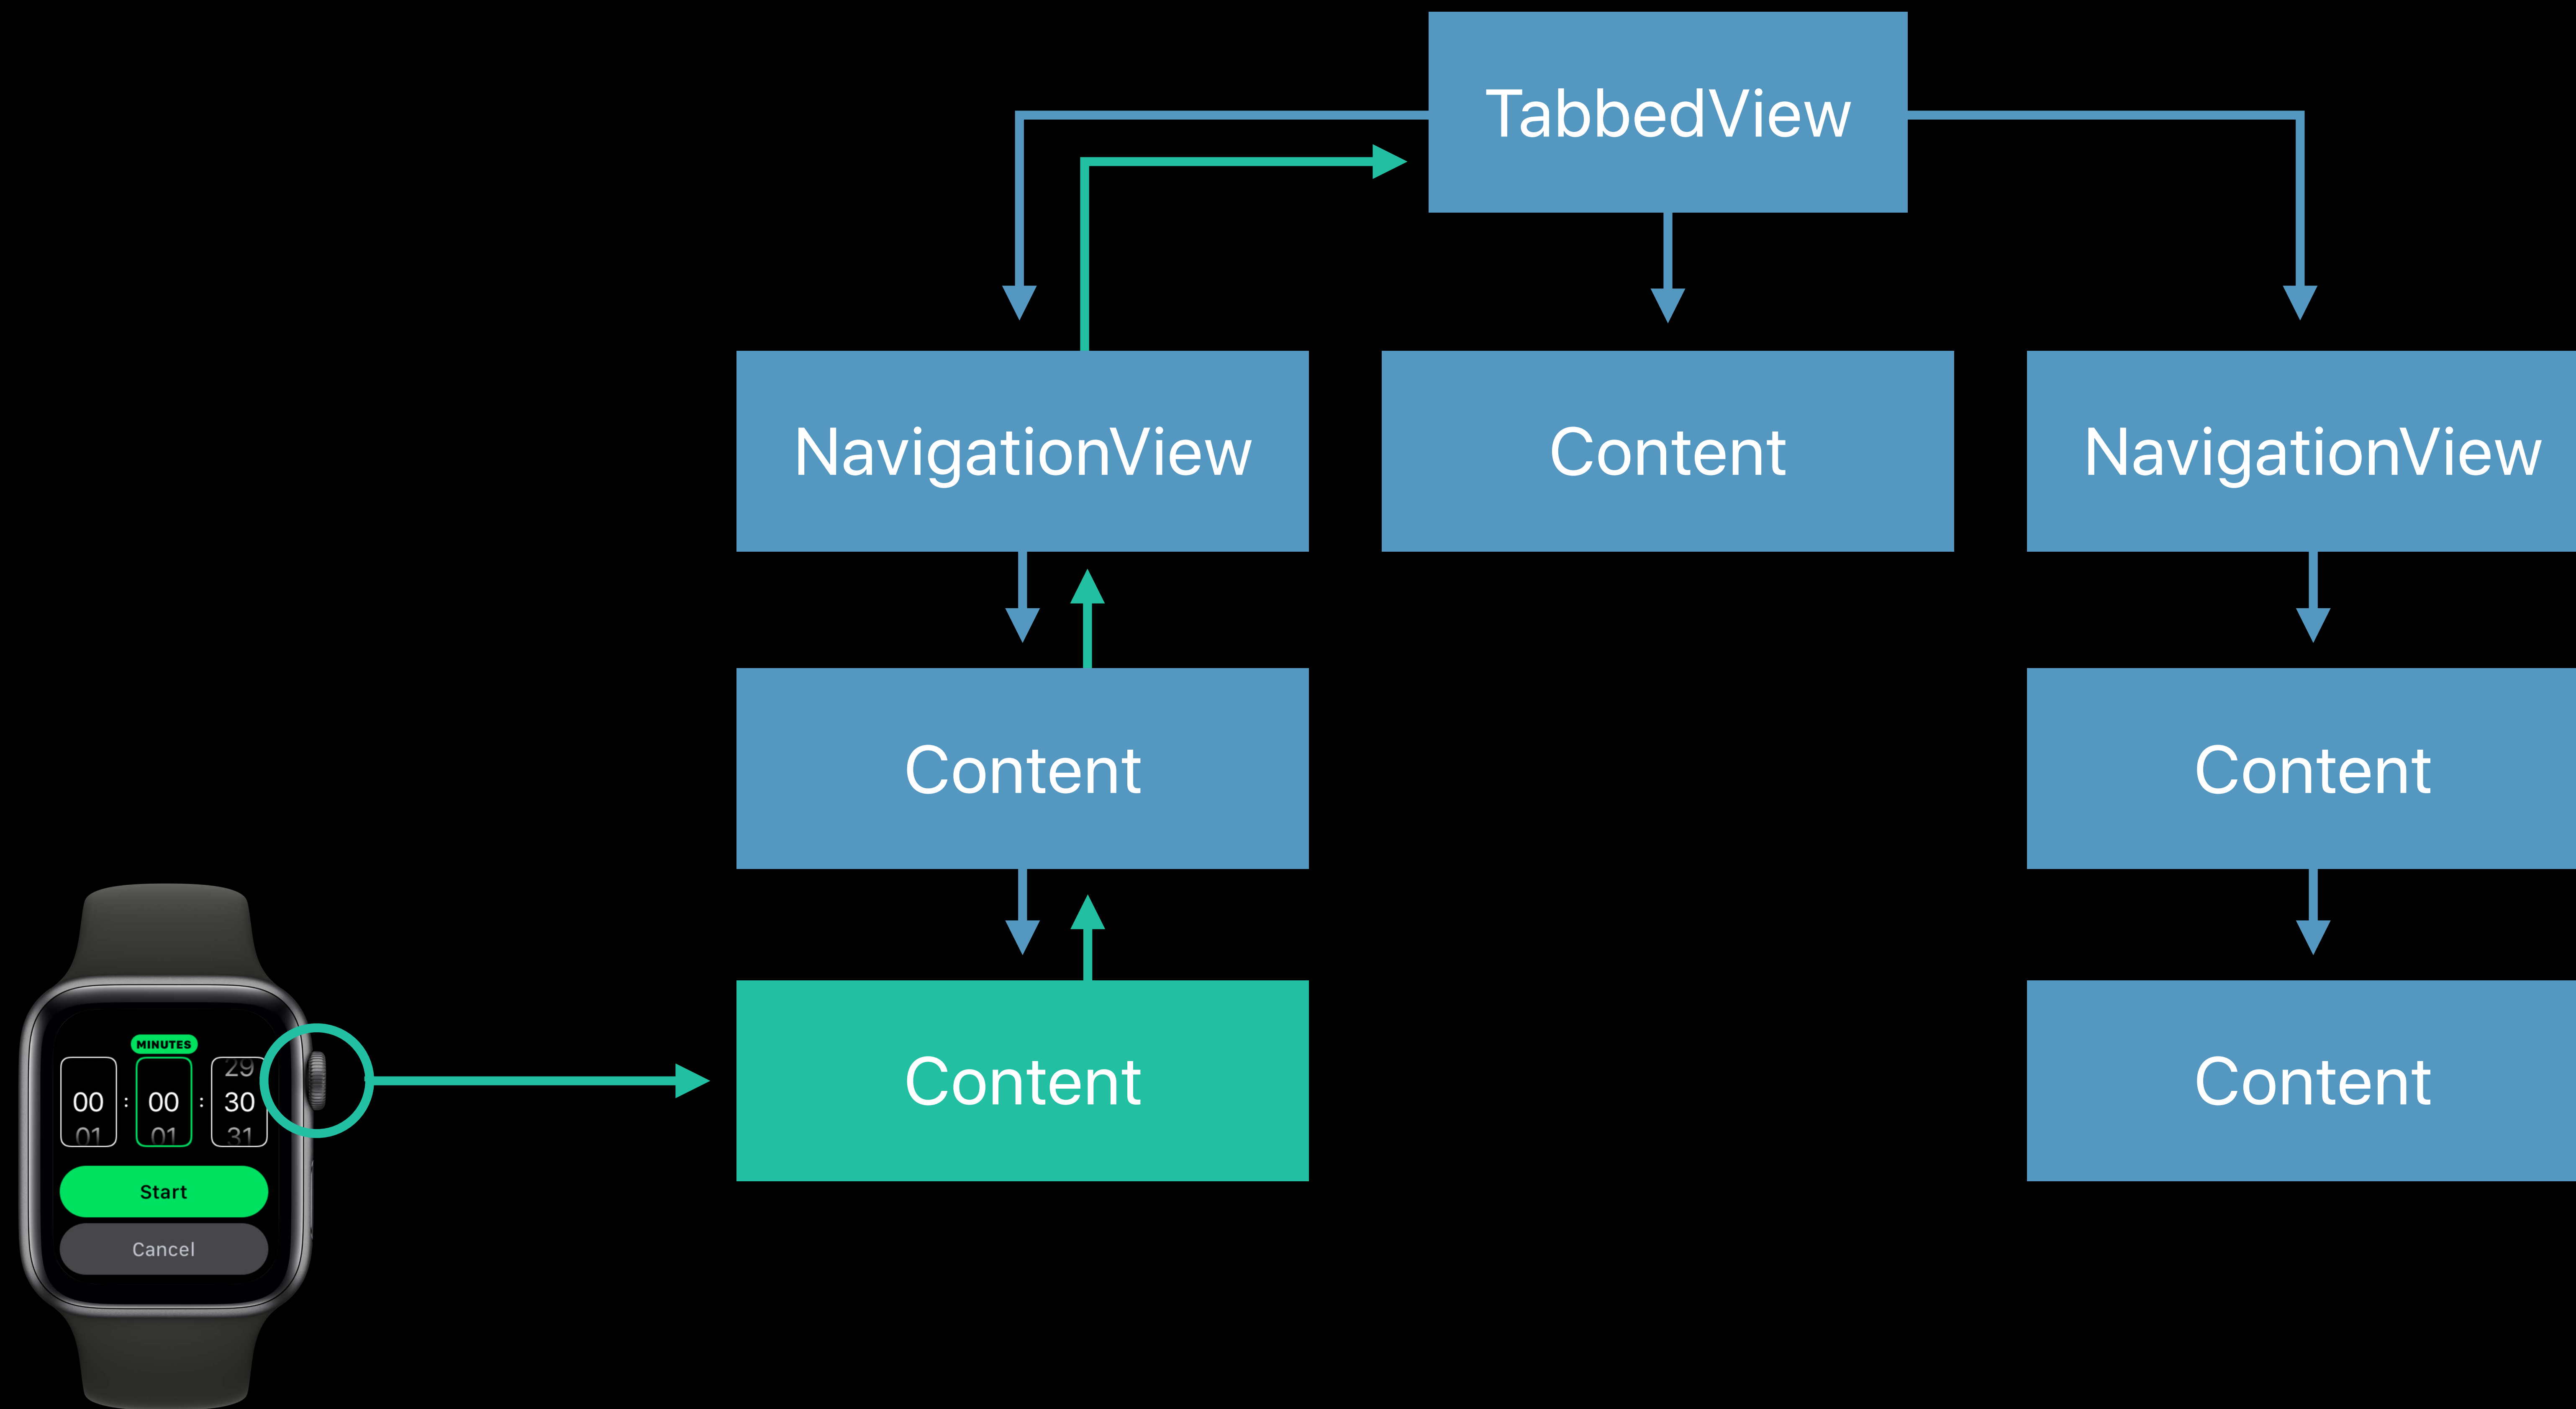 TabbedView
NavigationView
Content
NavigationView
Content
Content
Content
Content
MINUTES
29
00 : 00 : 30
01 01 31
Start
Cancel